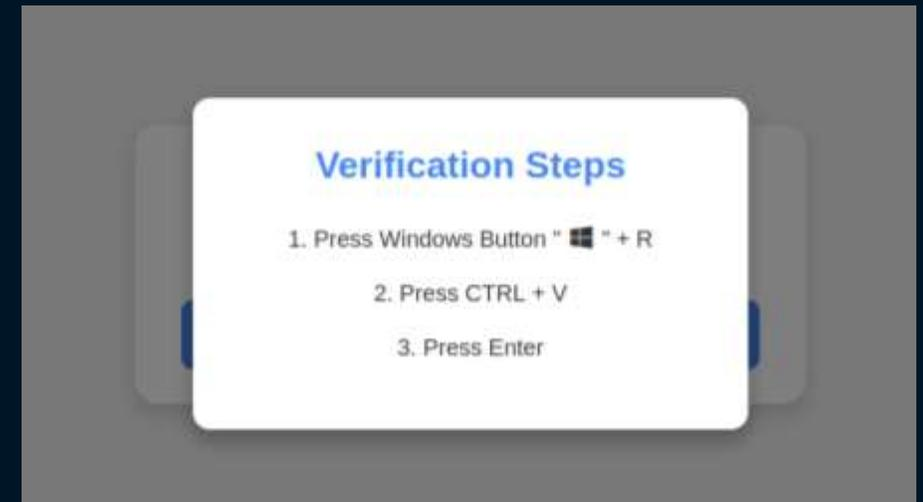 Verification Steps
1. Press Windows Button " " + R
2. Press CTRL + V
3. Press Enter